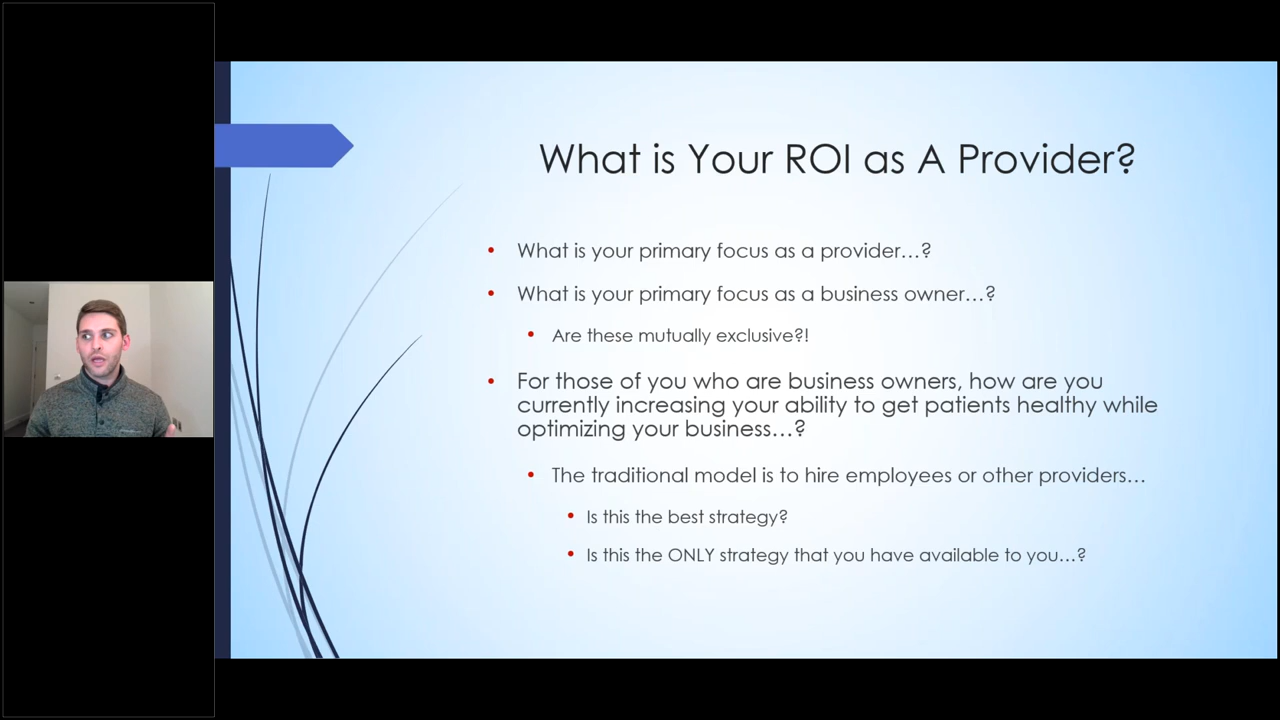 What is Your ROI as A Provider?
What is your primary focus as a provider...?
What is your primary focus as a business owner...?
Are these mutually exclusive?!
For those of you who are business owners, how are you
currently increasing your ability to get patients healthy while
optimizing your business...?
The traditional model is to hire employees or other providers...
Is this the best strategy?
Is this the ONLY strategy that you have available to you...?